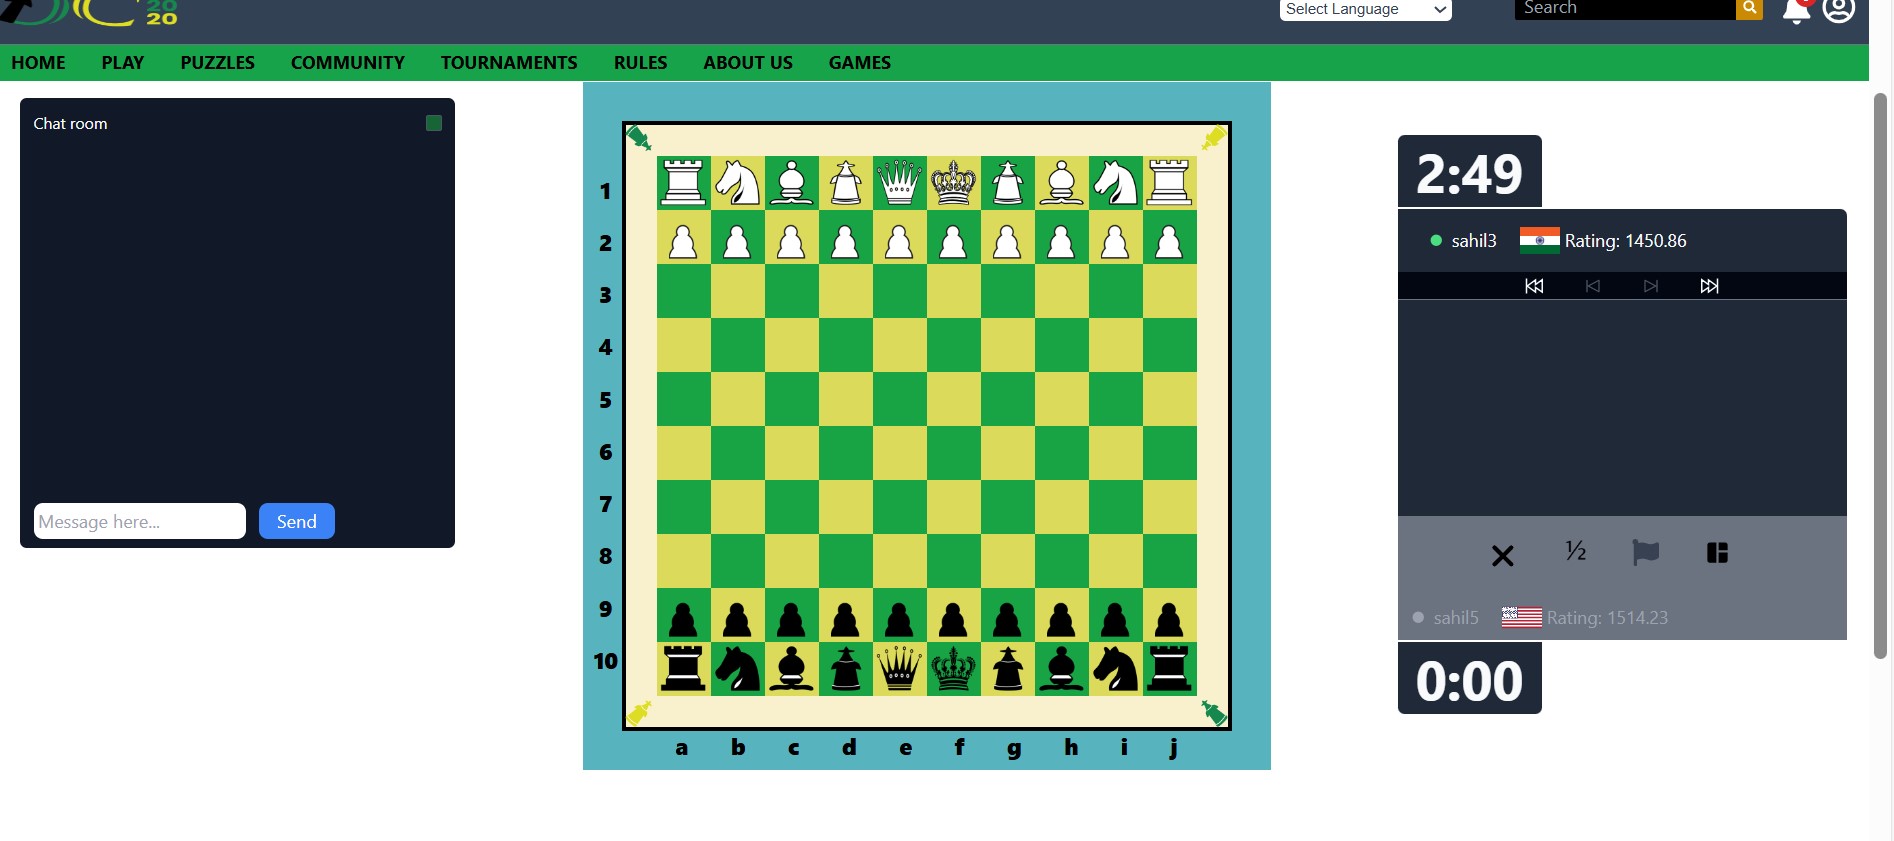 20
20
Select Language
Search
HOME PLAY PUZZLES COMMUNITY TOURNAMENTS RULES ABOUT US GAMES
Chat room
Message here...
Send
1
2
3
4
5
6
7
8
9
10
a b c d e f g h i j
2:49
sahil3 Rating: 1450.86
½
sahil5 Rating: 1514.23
0:00